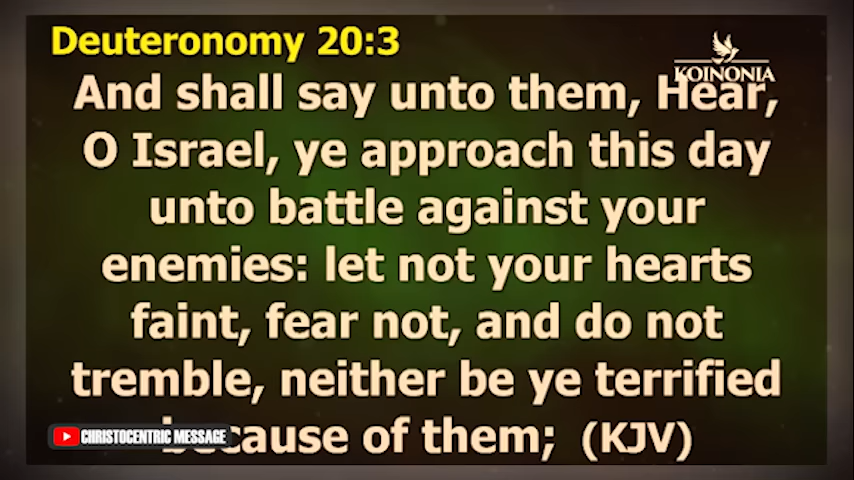 Deuteronomy 20:3
KOINONIA
And shall say unto them, Hear,
O Israel, ye approach this day
unto battle against your
enemies: let not your hearts
faint, fear not, and do not
tremble, neither be ye terrified
because of them; (KJV)
CHRISTOCENTRIC MESSAGE